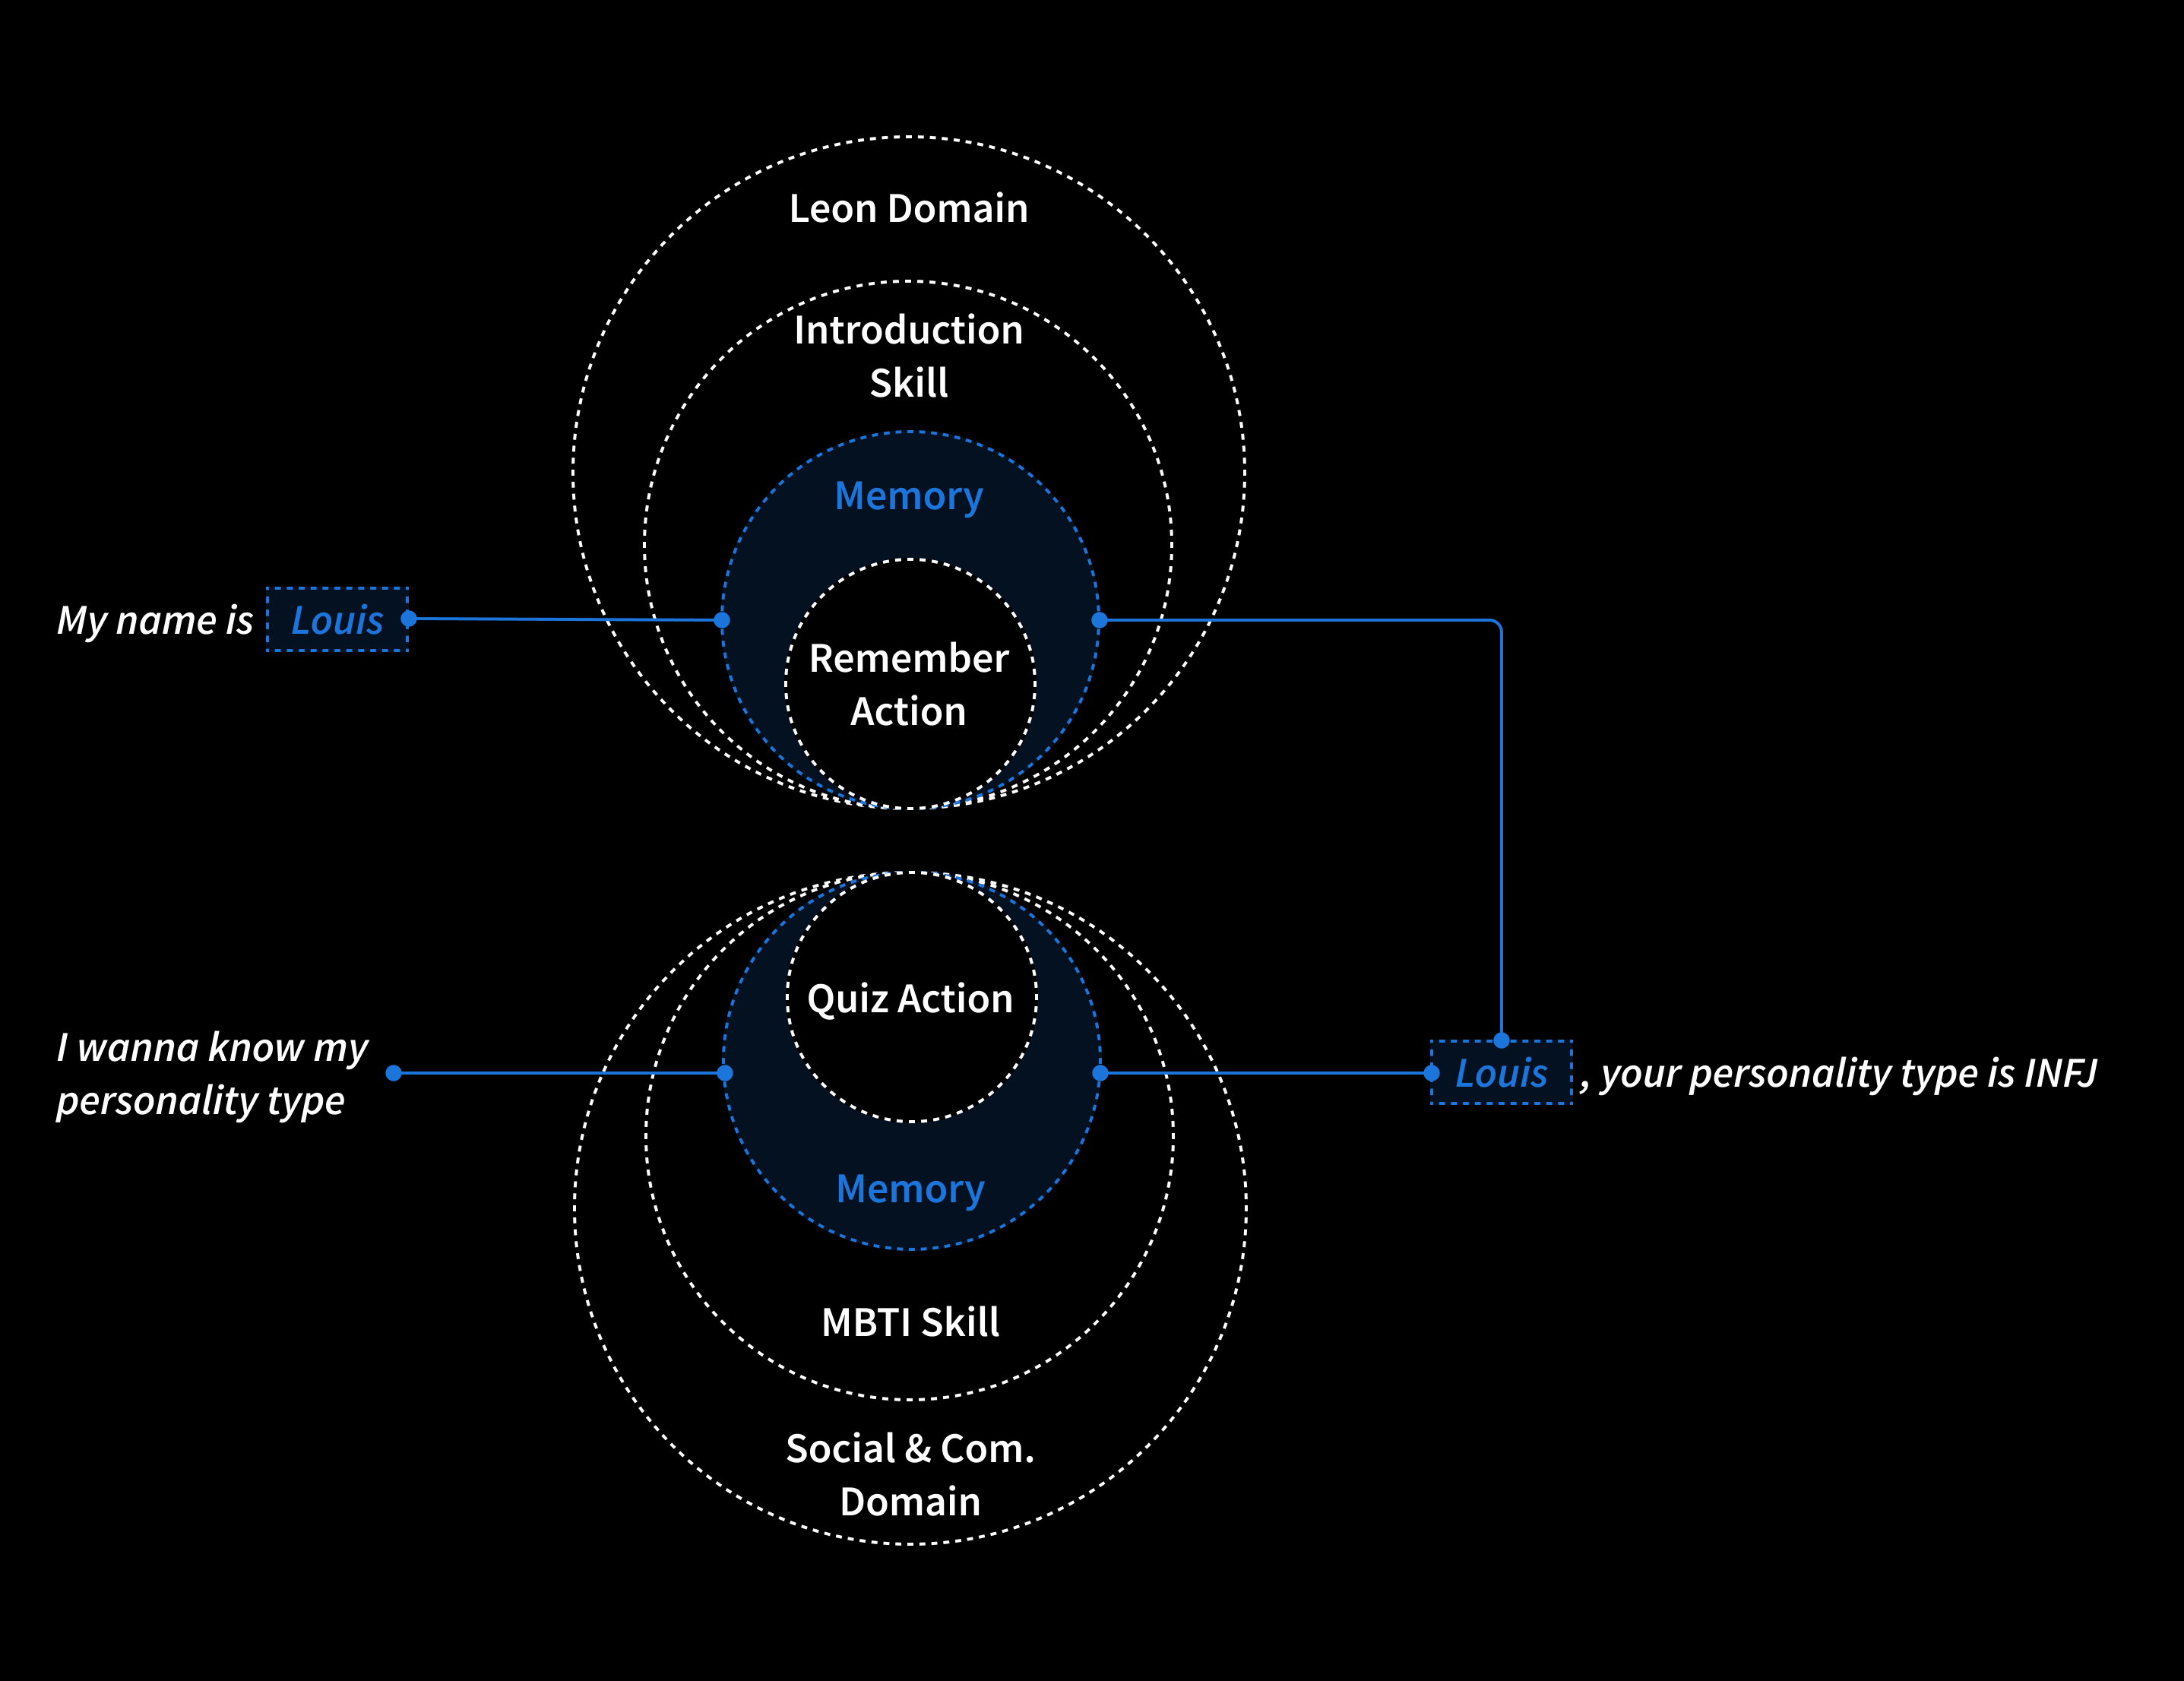 Leon Domain
Introduction
Skill
Memory
My name is Louis
Remember
Action
Quiz Action
I wanna know my
personality type
Louis , your personality type is INFJ
Memory
MBTI Skill
Social & Com.
Domain